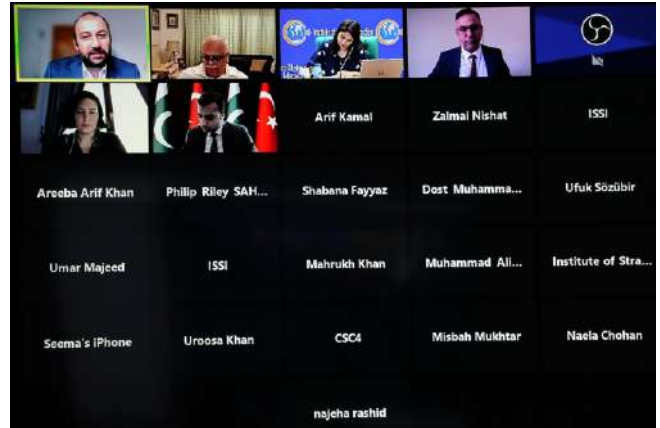 Arif Kamal
Zalmai Nishat
ISSI
Areeba Arif Khan
Philip Riley SAH...
Shabana Fayyaz
Dost Muhamma...
Ufuk Sözübir
Umar Majeed
ISSI
Mahrukh Khan
Muhammad Ali...
Institute of Stra...
Seema's iPhone
Uroosa Khan
CSC4
Misbah Mukhtar
Naela Chohan
najeha rashid